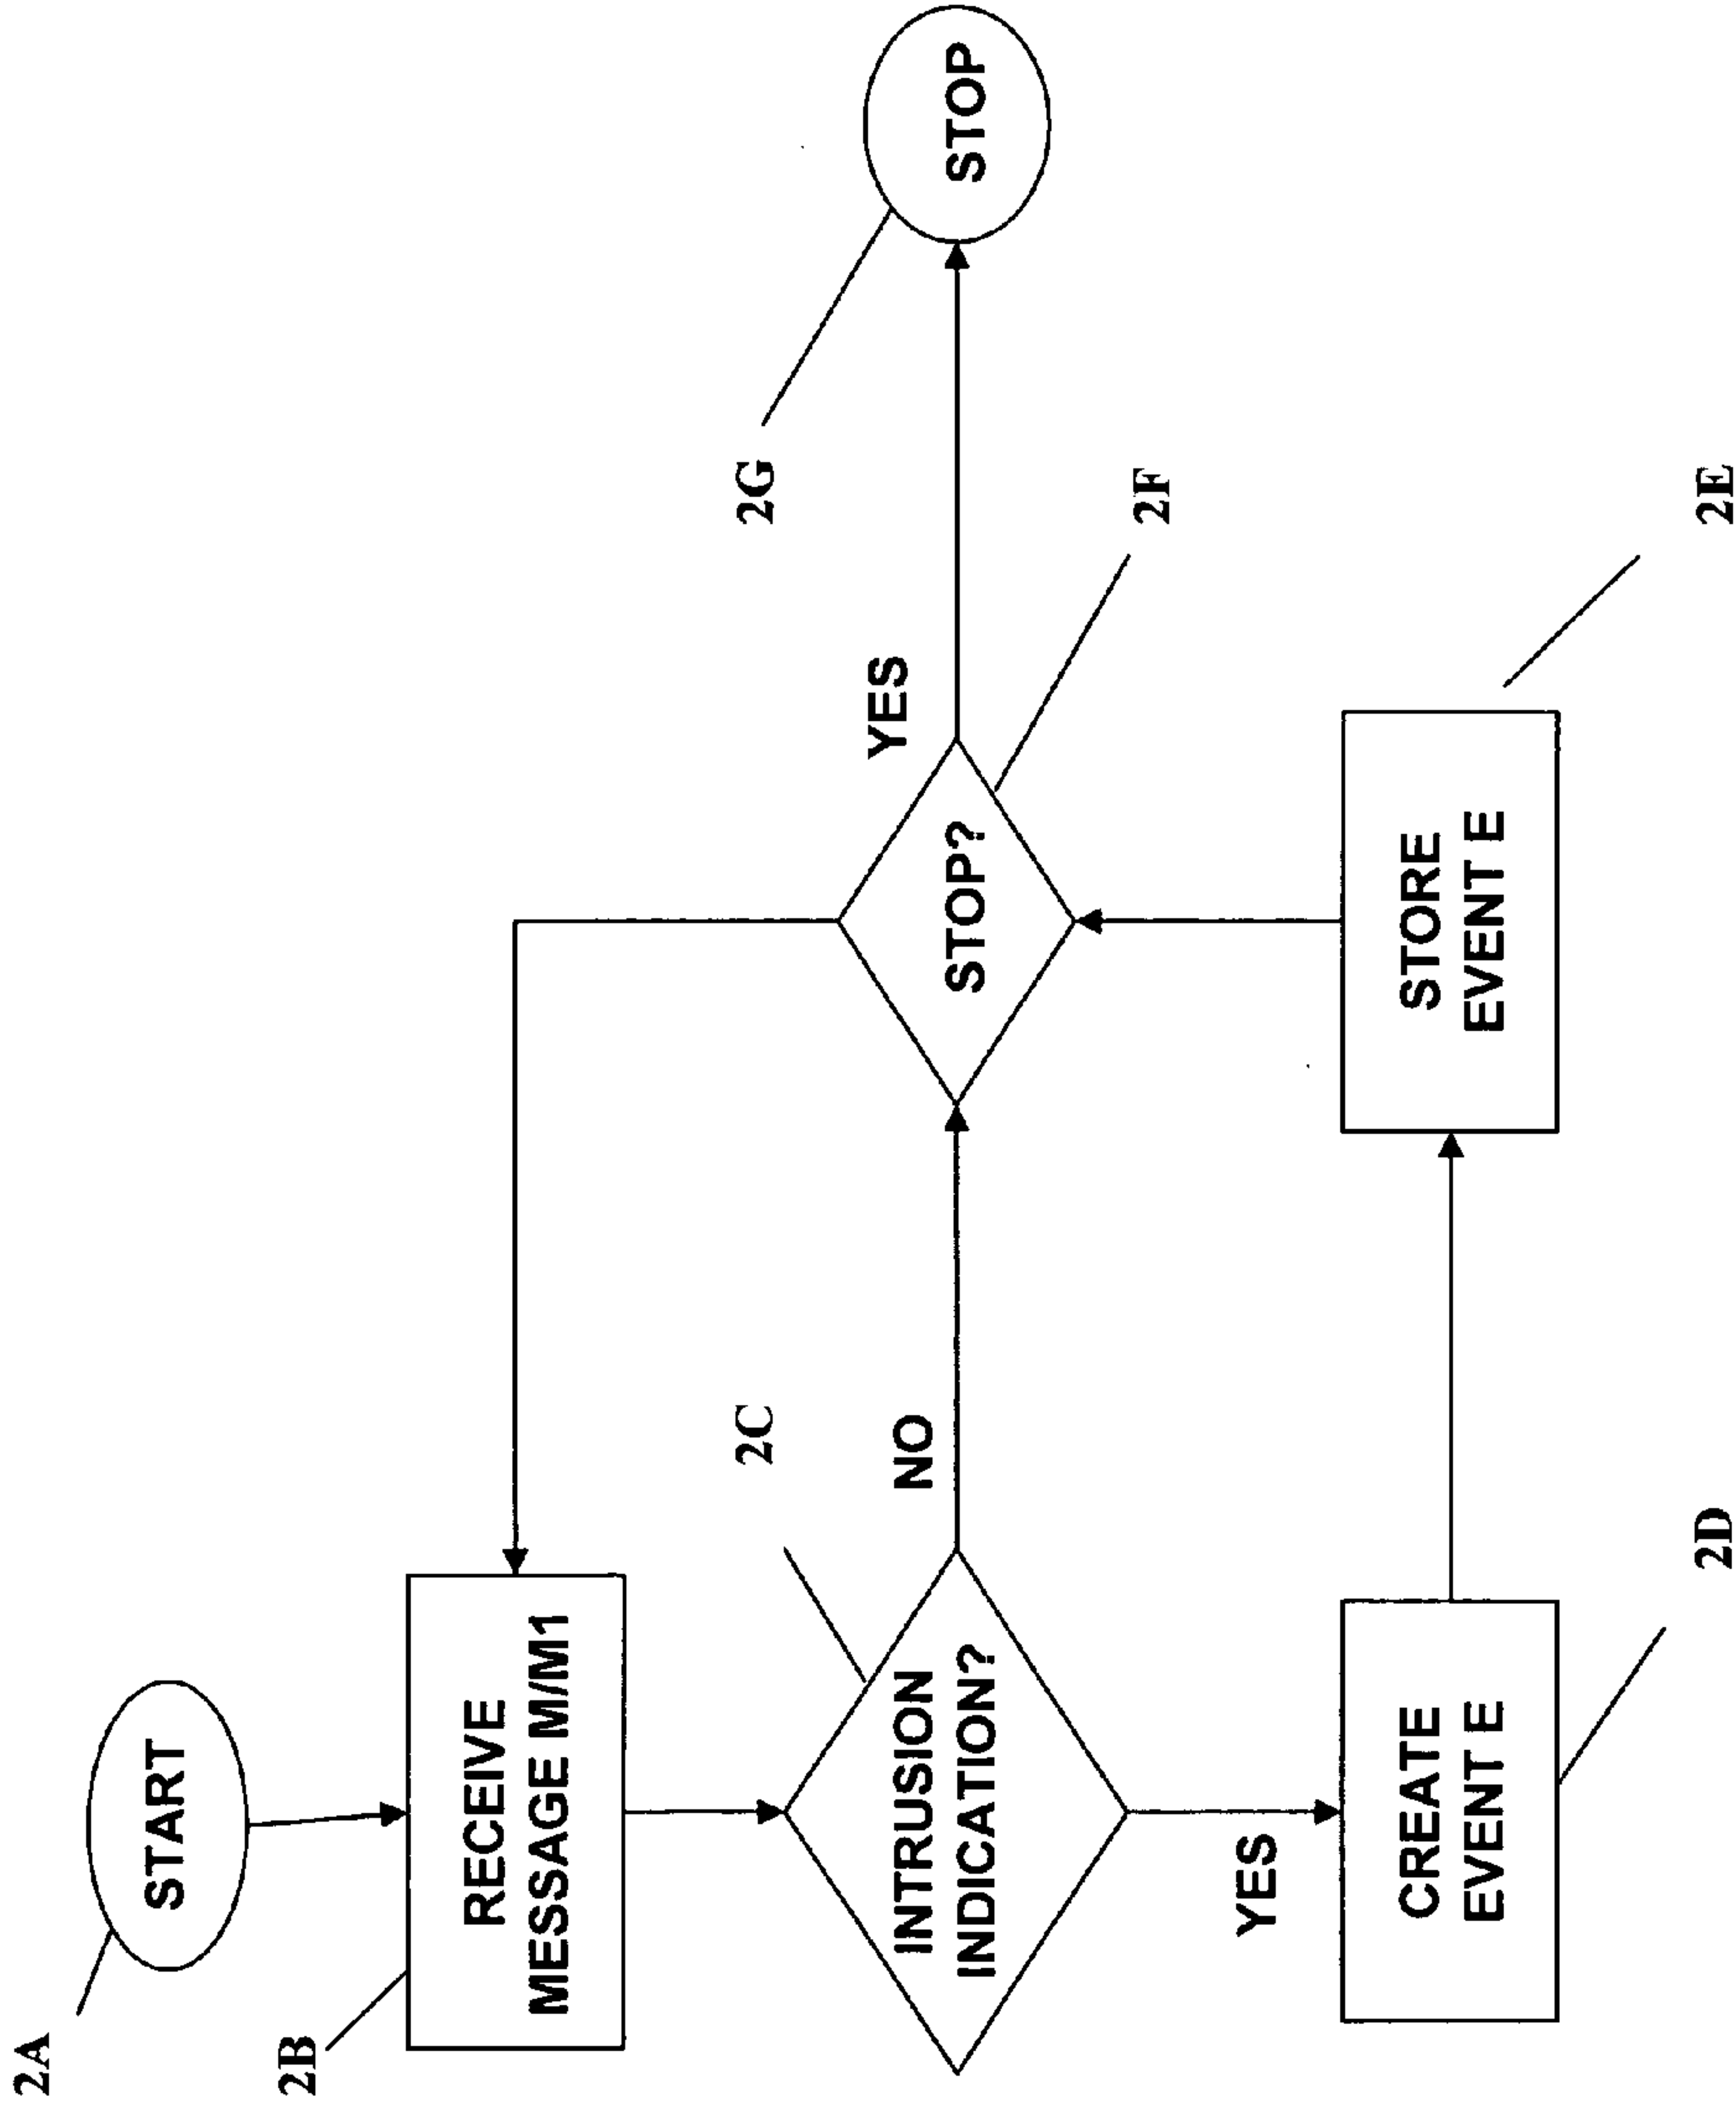 2A
START
2B
RECEIVE
MESSAGE M/M1
2C
INTRUSION
INDICATION?
NO
YES
2D
CREATE
EVENT E
2E
STORE
EVENT E
2F
STOP?
YES
2G
STOP